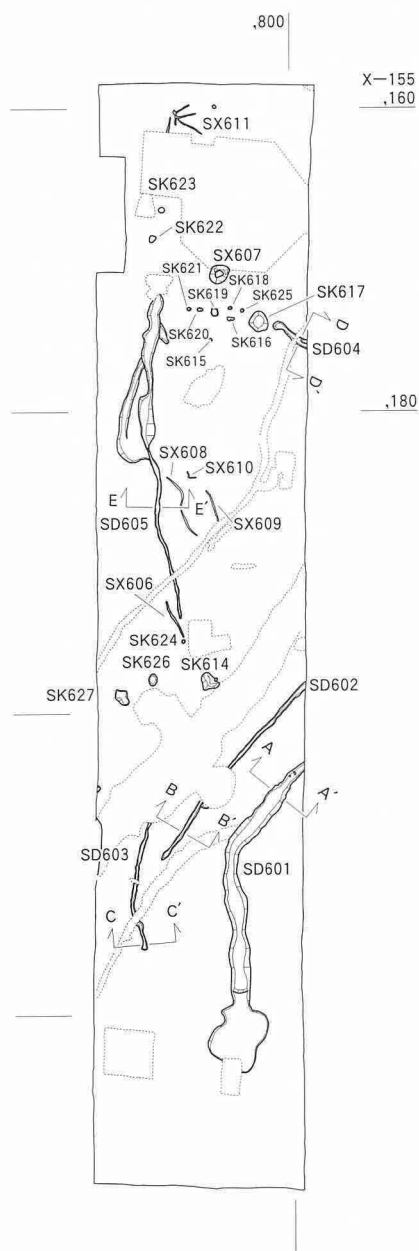 ,800
X-155
,160
SX611
SK623
SK622
SX607
SK621
SK618
SK619
SK625
SK617
SK620
SK616
SK615
D
SD604
D'
,180
SX608
SX610
E
E'
SD605
SX609
SX606
SK624
SK626
SK614
SK627
SD602
A
A-
B
B'
SD603
SD601
C
C'